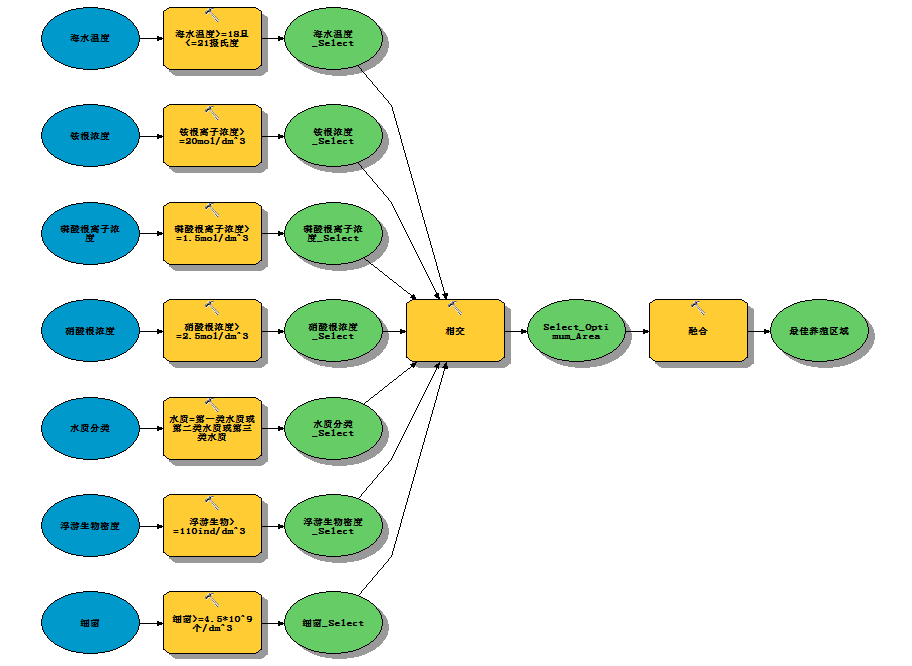 海水温度
海水温度>=18且
<=21摄氏度
海水温度
_Select
铵根浓度
铵根离子浓度>
=20mol/dm^3
铵根浓度
_Select
磷酸根离子浓
度
磷酸根离子浓度>
=1.5mol/dm^3
磷酸根离子浓
度_Select
硝酸根浓度
硝酸根浓度>
=2.5mol/dm^3
硝酸根浓度
_Select
相交
Select_Opti
mum_Area
融合
最佳养殖区域
水质分类
水质=第一类水质或
第二类水质或第三
类水质
水质分类
_Select
浮游生物密度
浮游生物>
=110ind/dm^3
浮游生物密度
_Select
细菌
细菌>=4.5*10^9
个/dm^3
细菌_Select